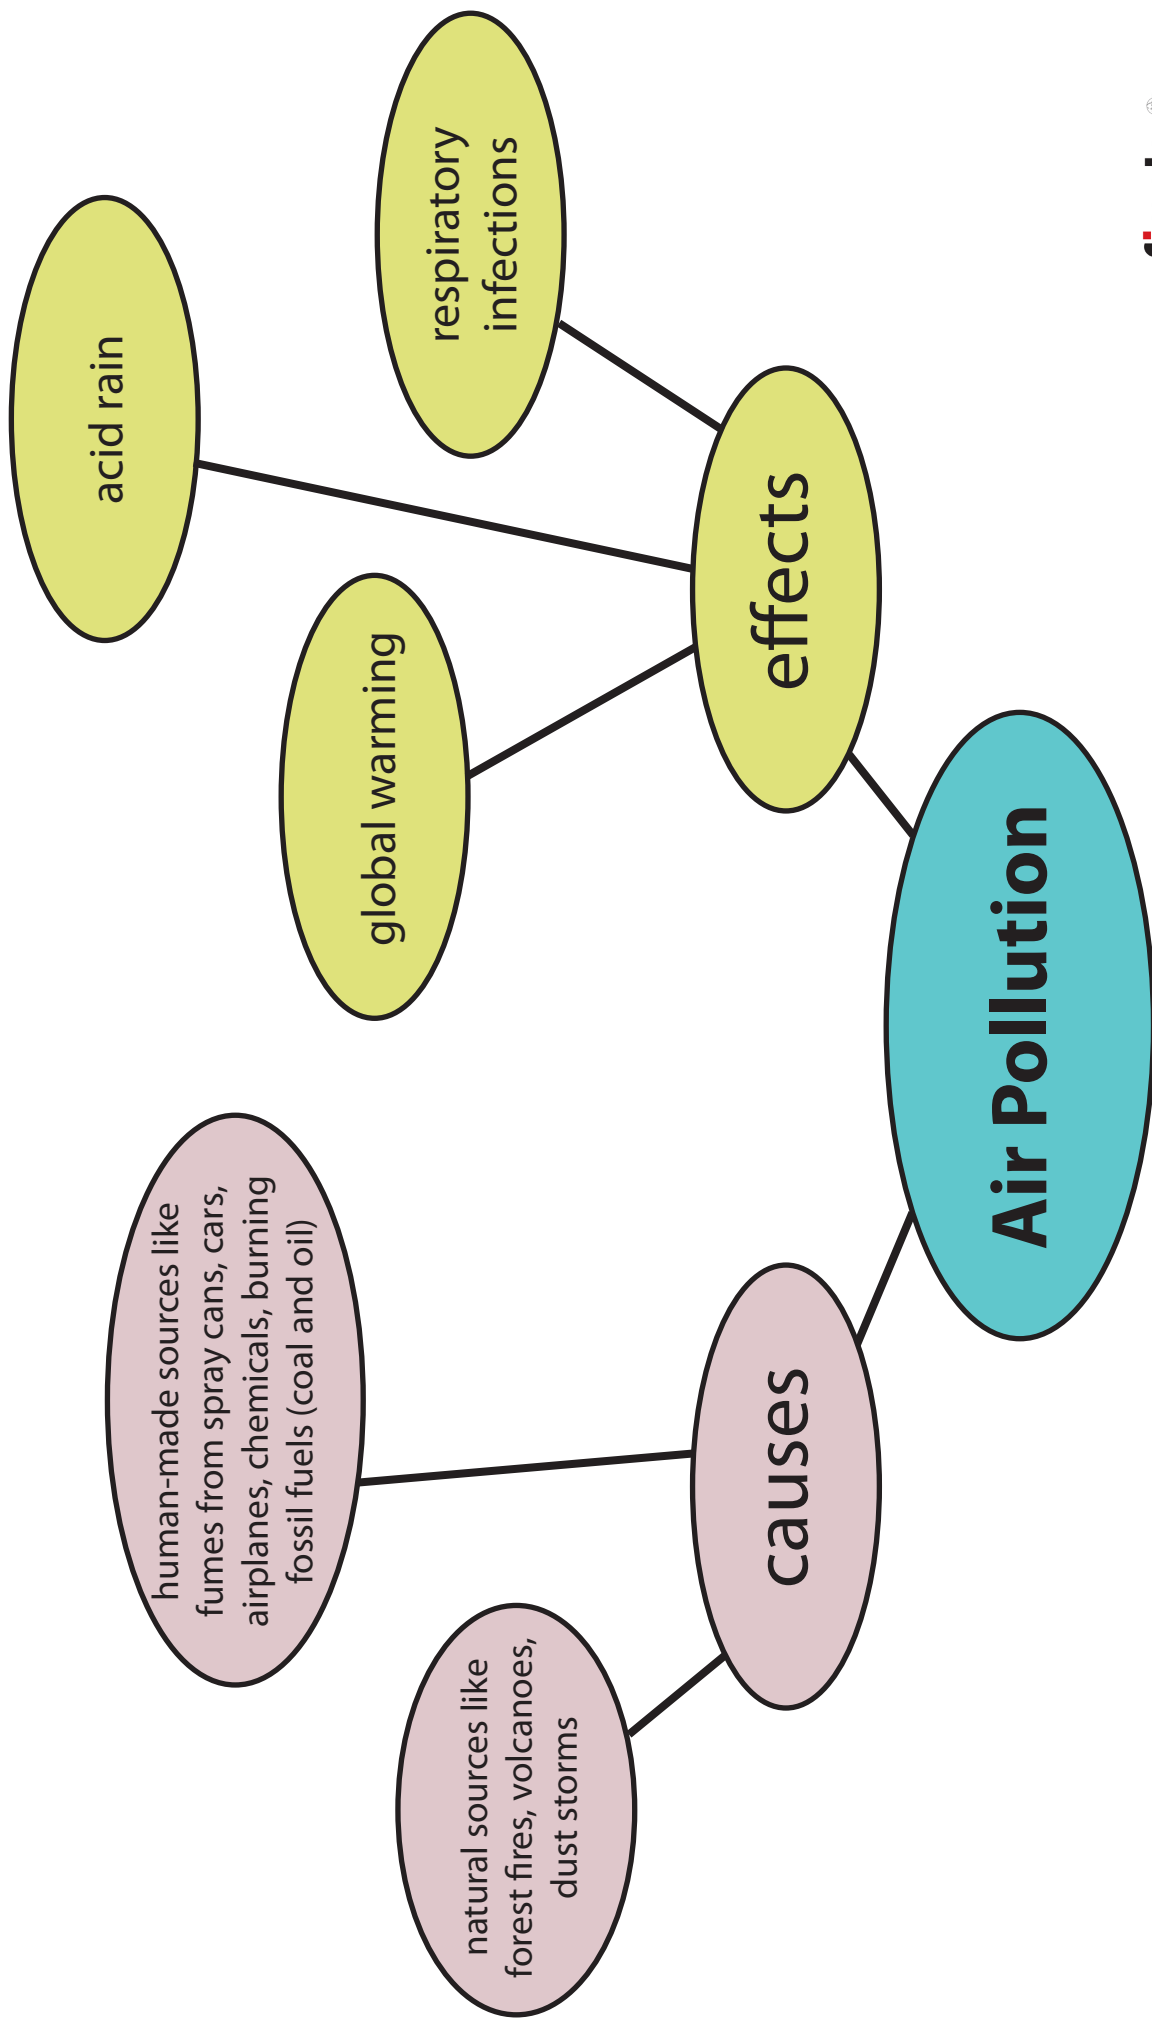 human-made sources like
fumes from spray cans, cars,
airplanes, chemicals, burning
fossil fuels (coal and oil)
natural sources like
forest fires, volcanoes,
dust storms
causes
acid rain
global warming
respiratory
infections
effects
Air Pollution